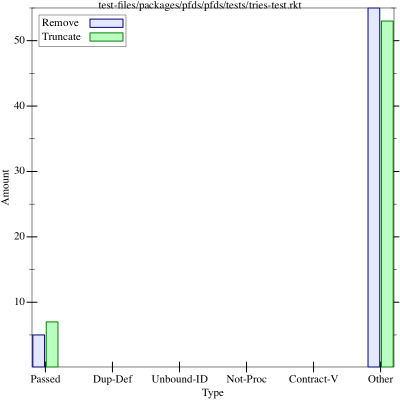 test-files/packages/pfds/pfds/tests/tries-test.rkt
Remove
Truncate
50
40
30
20
10
Amount
Passed Dup-Def Unbound-ID Not-Proc Contract-V Other
Type